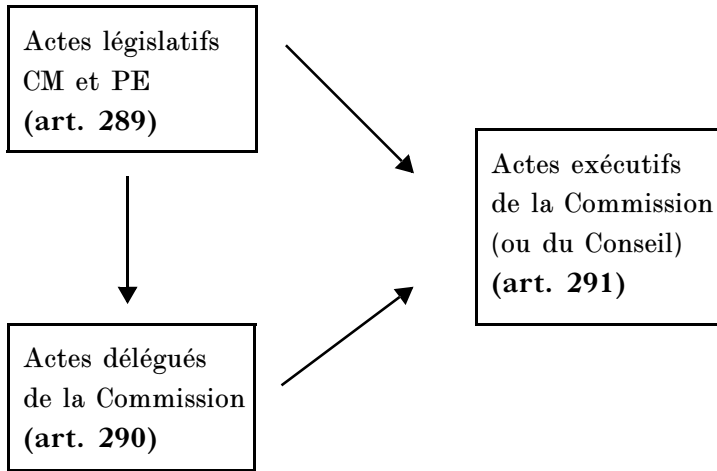 Actes législatifs
CM et PE
(art. 289)
Actes exécutifs
de la Commission
(ou du Conseil)
(art. 291)
Actes délégués
de la Commission
(art. 290)